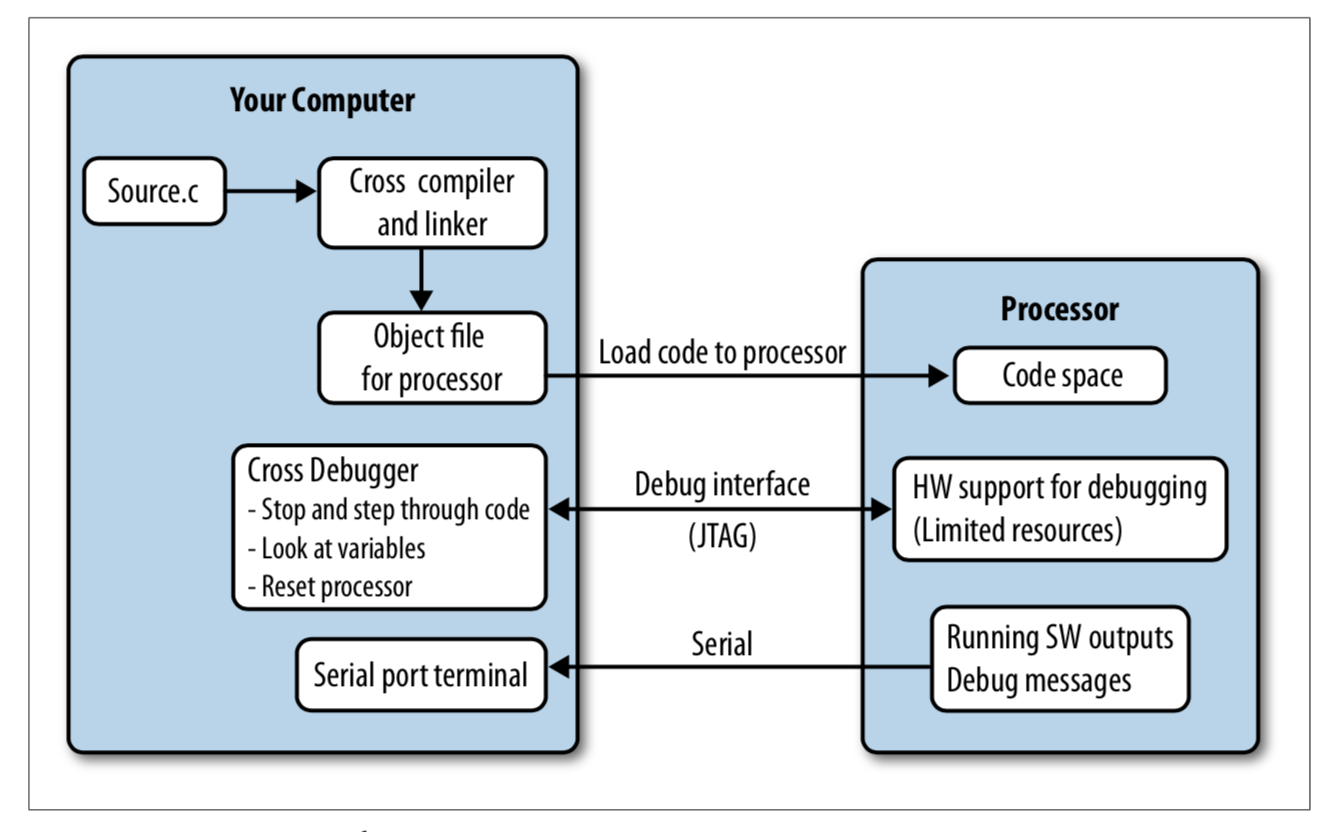 Your Computer
Source.c
Cross compiler
and linker
Object file
for processor
Load code to processor
Processor
Code space
Cross Debugger
- Stop and step through code
- Look at variables
- Reset processor
Debug interface
(JTAG)
HW support for debugging
(Limited resources)
Serial port terminal
Serial
Running SW outputs
Debug messages